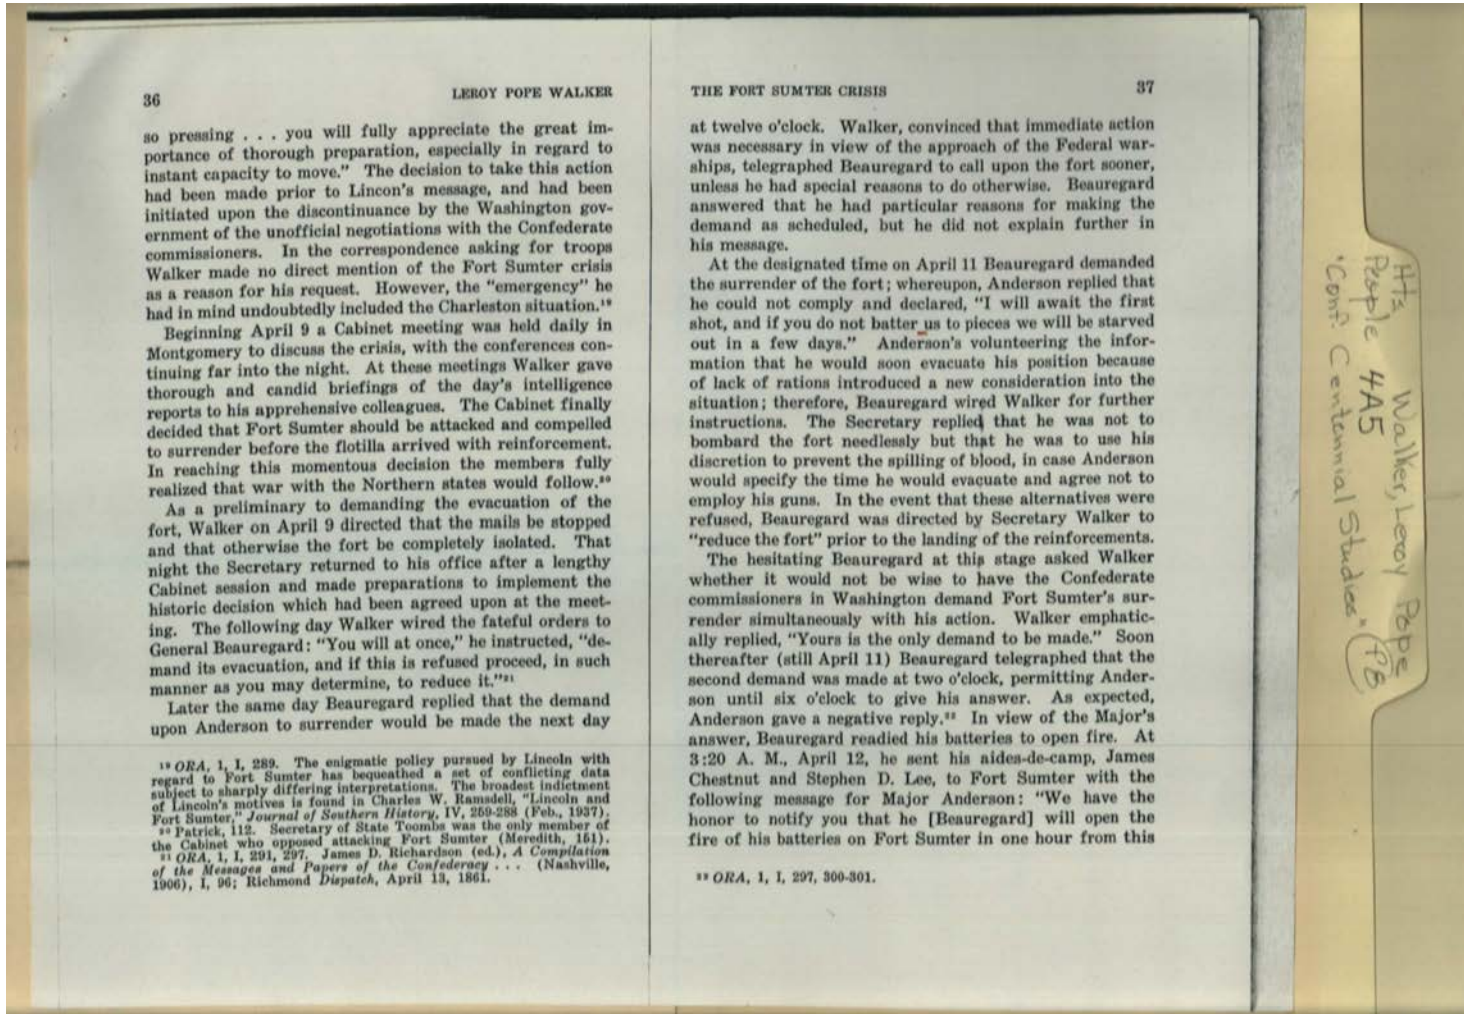 36
LEROY POPE WALKER
so pressing . . . you will fully appreciate the great im-
portance of thorough preparation, especially in regard to
instant capacity to move." The decision to take this action
had been made prior to Lincon's message, and had been
initiated upon the discontinuance by the Washington gov-
ernment of the unofficial negotiations with the Confederate
commissioners. In the correspondence asking for troops
Walker made no direct mention of the Fort Sumter crisis
as a reason for his request. However, the "emergency" he
had in mind undoubtedly included the Charleston situation.¹⁹
Beginning April 9 a Cabinet meeting was held daily in
Montgomery to discuss the crisis, with the conferences con-
tinuing far into the night. At these meetings Walker gave
thorough and candid briefings of the day's intelligence
reports to his apprehensive colleagues. The Cabinet finally
decided that Fort Sumter should be attacked and compelled
to surrender before the flotilla arrived with reinforcement.
In reaching this momentous decision the members fully
realized that war with the Northern states would follow.²⁰
As a preliminary to demanding the evacuation of the
fort, Walker on April 9 directed that the mails be stopped
and that otherwise the fort be completely isolated. That
night the Secretary returned to his office after a lengthy
Cabinet session and made preparations to implement the
historic decision which had been agreed upon at the meet-
ing. The following day Walker wired the fateful orders to
General Beauregard: "You will at once," he instructed, "de-
mand its evacuation, and if this is refused proceed, in such
manner as you may determine, to reduce it."²¹
Later the same day Beauregard replied that the demand
upon Anderson to surrender would be made the next day
¹⁹ ORA, 1, I, 289. The enigmatic policy pursued by Lincoln with
regard to Fort Sumter has bequeathed a set of conflicting data
subject to sharply differing interpretations. The broadest indictment
of Lincoln's motives is found in Charles W. Ramsdell, "Lincoln and
Fort Sumter," Journal of Southern History, IV, 259-288 (Feb., 1937).
²⁰ Patrick, 112. Secretary of State Toombs was the only member of
the Cabinet who opposed attacking Fort Sumter (Meredith, 151).
²¹ ORA, 1, I, 291, 297. James D. Richardson (ed.), A Compilation
of the Messages and Papers of the Confederacy . . . (Nashville,
1906), I, 96; Richmond Dispatch, April 13, 1861.
THE FORT SUMTER CRISIS
37
at twelve o'clock. Walker, convinced that immediate action
was necessary in view of the approach of the Federal war-
ships, telegraphed Beauregard to call upon the fort sooner,
unless he had special reasons to do otherwise. Beauregard
answered that he had particular reasons for making the
demand as scheduled, but he did not explain further in
his message.
At the designated time on April 11 Beauregard demanded
the surrender of the fort; whereupon, Anderson replied that
he could not comply and declared, "I will await the first
shot, and if you do not batter us to pieces we will be starved
out in a few days." Anderson's volunteering the infor-
mation that he would soon evacuate his position because
of lack of rations introduced a new consideration into the
situation; therefore, Beauregard wired Walker for further
instructions. The Secretary replied that he was not to
bombard the fort needlessly but that he was to use his
discretion to prevent the spilling of blood, in case Anderson
would specify the time he would evacuate and agree not to
employ his guns. In the event that these alternatives were
refused, Beauregard was directed by Secretary Walker to
"reduce the fort" prior to the landing of the reinforcements.
The hesitating Beauregard at this stage asked Walker
whether it would not be wise to have the Confederate
commissioners in Washington demand Fort Sumter's sur-
render simultaneously with his action. Walker emphatic-
ally replied, "Yours is the only demand to be made." Soon
thereafter (still April 11) Beauregard telegraphed that the
second demand was made at two o'clock, permitting Ander-
son until six o'clock to give his answer. As expected,
Anderson gave a negative reply.²² In view of the Major's
answer, Beauregard readied his batteries to open fire. At
3:20 A. M., April 12, he sent his aides-de-camp, James
Chestnut and Stephen D. Lee, to Fort Sumter with the
following message for Major Anderson: "We have the
honor to notify you that he [Beauregard] will open the
fire of his batteries on Fort Sumter in one hour from this
²² ORA, 1, I, 297, 300-301.
Hts Walker, Leroy Pope
People 4A5
"Conf. Centennial Studies"